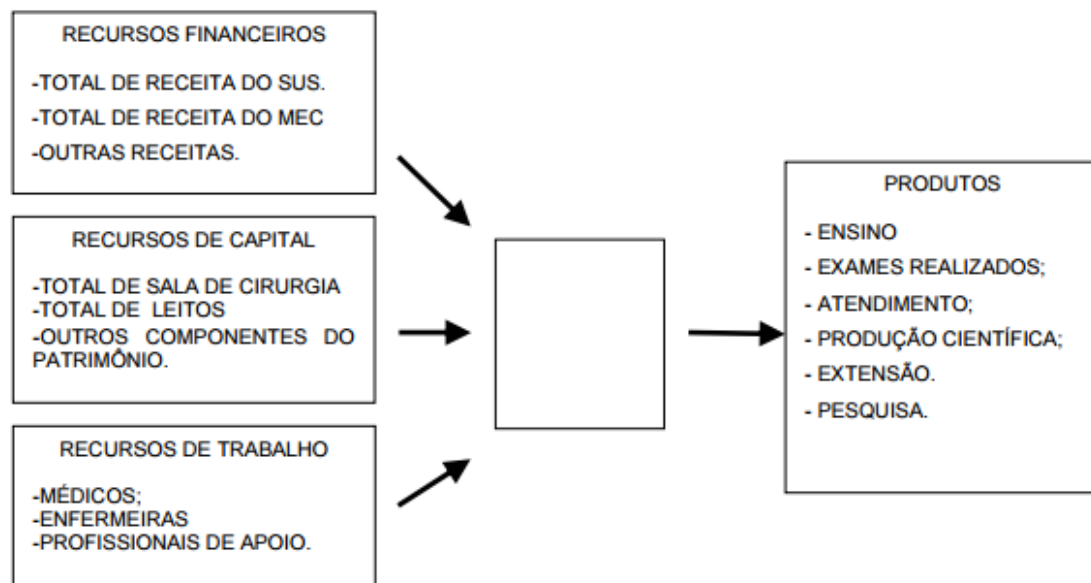 RECURSOS FINANCEIROS
-TOTAL DE RECEITA DO SUS.
-TOTAL DE RECEITA DO MEC
-OUTRAS RECEITAS.
RECURSOS DE CAPITAL
-TOTAL DE SALA DE CIRURGIA
-TOTAL DE LEITOS
-OUTROS COMPONENTES DO
PATRIMÔNIO.
RECURSOS DE TRABALHO
-MÉDICOS;
-ENFERMEIRAS
-PROFISSIONAIS DE APOIO.
PRODUTOS
- ENSINO
- EXAMES REALIZADOS;
- ATENDIMENTO;
- PRODUÇÃO CIENTÍFICA;
- EXTENSÃO.
- PESQUISA.